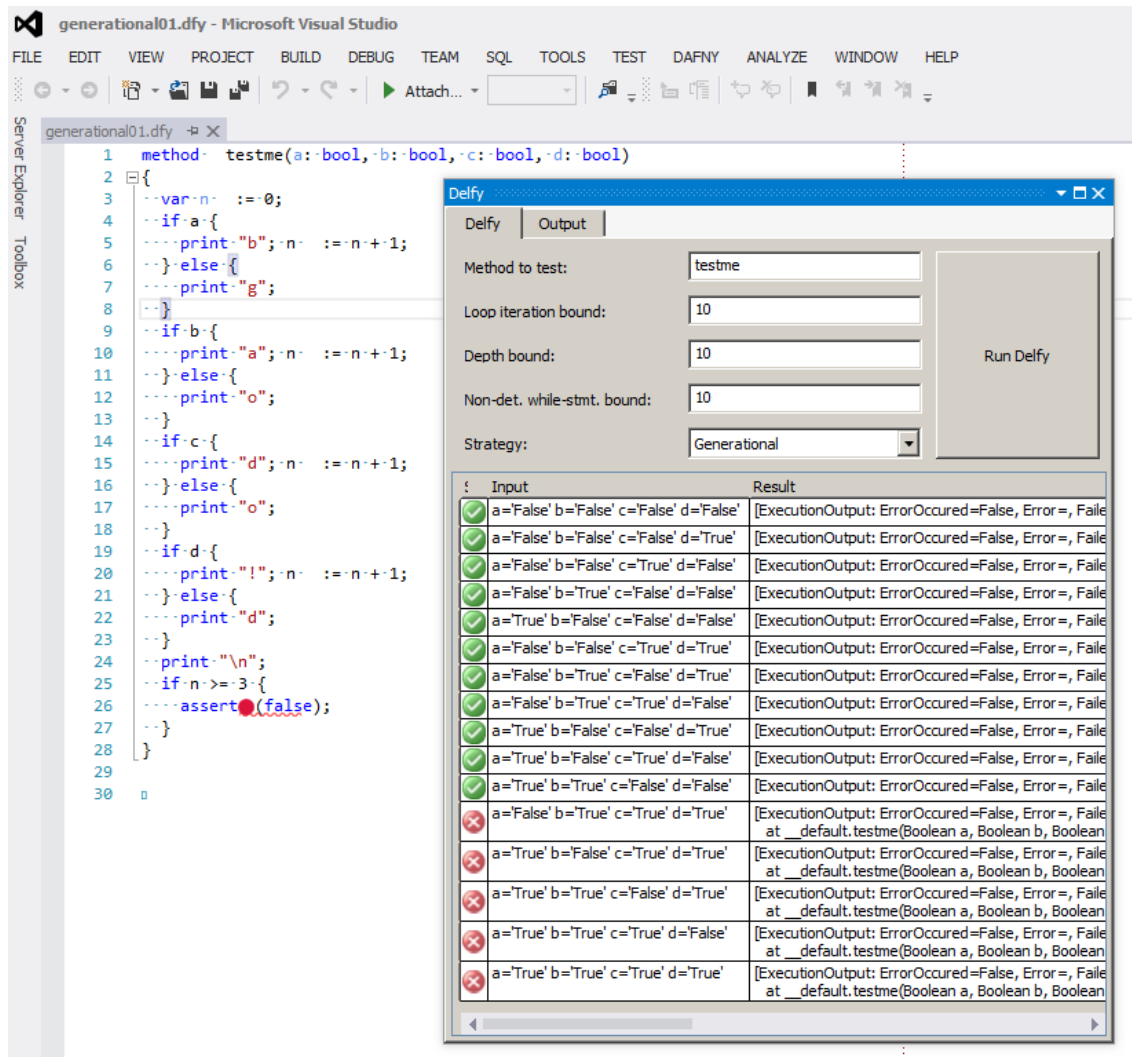 generational01.dfy - Microsoft Visual Studio
FILE EDIT VIEW PROJECT BUILD DEBUG TEAM SQL TOOLS TEST DAFNY ANALYZE WINDOW HELP
Attach...
Server Explorer
Toolbox
generational01.dfy
1 method testme(a: bool, b: bool, c: bool, d: bool)
2 {
3 var n := 0;
4 if a {
5 print "b"; n := n + 1;
6 } else {
7 print "g";
8 }
9 if b {
10 print "a"; n := n + 1;
11 } else {
12 print "o";
13 }
14 if c {
15 print "d"; n := n + 1;
16 } else {
17 print "o";
18 }
19 if d {
20 print "!"; n := n + 1;
21 } else {
22 print "d";
23 }
24 print "\n";
25 if n >= 3 {
26 assert (false);
27 }
28 }
29
30
Delfy
Delfy Output
Method to test: testme
Loop iteration bound: 10
Depth bound: 10
Non-det. while-stmt. bound: 10
Strategy: Generational
Run Delfy
Input Result
a='False' b='False' c='False' d='False' [ExecutionOutput: ErrorOccured=False, Error=, Faile
a='False' b='False' c='False' d='True' [ExecutionOutput: ErrorOccured=False, Error=, Faile
a='False' b='False' c='True' d='False' [ExecutionOutput: ErrorOccured=False, Error=, Faile
a='False' b='True' c='False' d='False' [ExecutionOutput: ErrorOccured=False, Error=, Faile
a='True' b='False' c='False' d='False' [ExecutionOutput: ErrorOccured=False, Error=, Faile
a='False' b='False' c='True' d='True' [ExecutionOutput: ErrorOccured=False, Error=, Faile
a='False' b='True' c='False' d='True' [ExecutionOutput: ErrorOccured=False, Error=, Faile
a='False' b='True' c='True' d='False' [ExecutionOutput: ErrorOccured=False, Error=, Faile
a='True' b='False' c='False' d='True' [ExecutionOutput: ErrorOccured=False, Error=, Faile
a='True' b='False' c='True' d='False' [ExecutionOutput: ErrorOccured=False, Error=, Faile
a='True' b='True' c='False' d='False' [ExecutionOutput: ErrorOccured=False, Error=, Faile
a='False' b='True' c='True' d='True' [ExecutionOutput: ErrorOccured=False, Error=, Faile
at __default.testme(Boolean a, Boolean b, Boolean
a='True' b='False' c='True' d='True' [ExecutionOutput: ErrorOccured=False, Error=, Faile
at __default.testme(Boolean a, Boolean b, Boolean
a='True' b='True' c='False' d='True' [ExecutionOutput: ErrorOccured=False, Error=, Faile
at __default.testme(Boolean a, Boolean b, Boolean
a='True' b='True' c='True' d='False' [ExecutionOutput: ErrorOccured=False, Error=, Faile
at __default.testme(Boolean a, Boolean b, Boolean
a='True' b='True' c='True' d='True' [ExecutionOutput: ErrorOccured=False, Error=, Faile
at __default.testme(Boolean a, Boolean b, Boolean